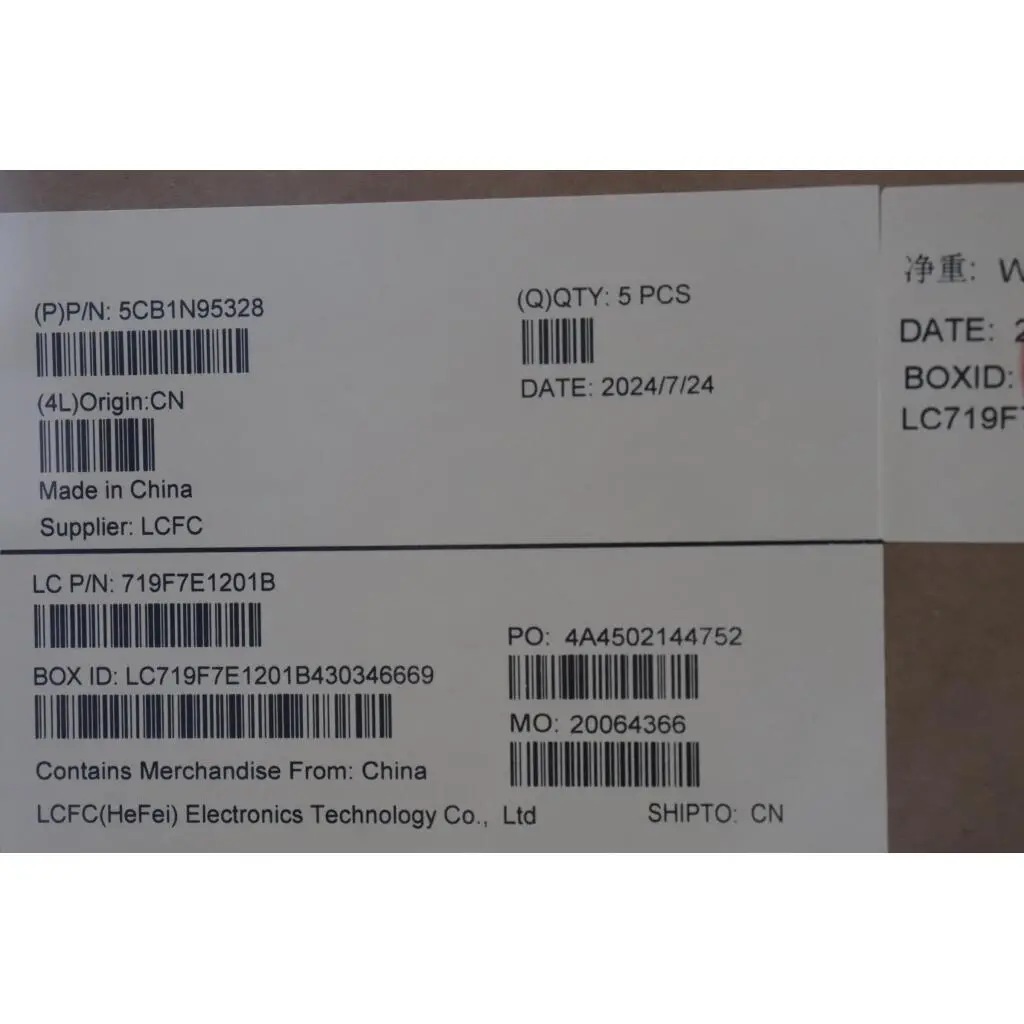 (P)P/N: 5CB1N95328
(Q)QTY: 5 PCS
DATE: 2024/7/24
(4L)Origin:CN
Made in China
Supplier: LCFC
LC P/N: 719F7E1201B
BOX ID: LC719F7E1201B430346669
PO: 4A4502144752
MO: 20064366
Contains Merchandise From: China
LCFC(HeFei) Electronics Technology Co., Ltd
SHIPTO: CN
净重:
DATE: 2
BOXID:
LC719F7